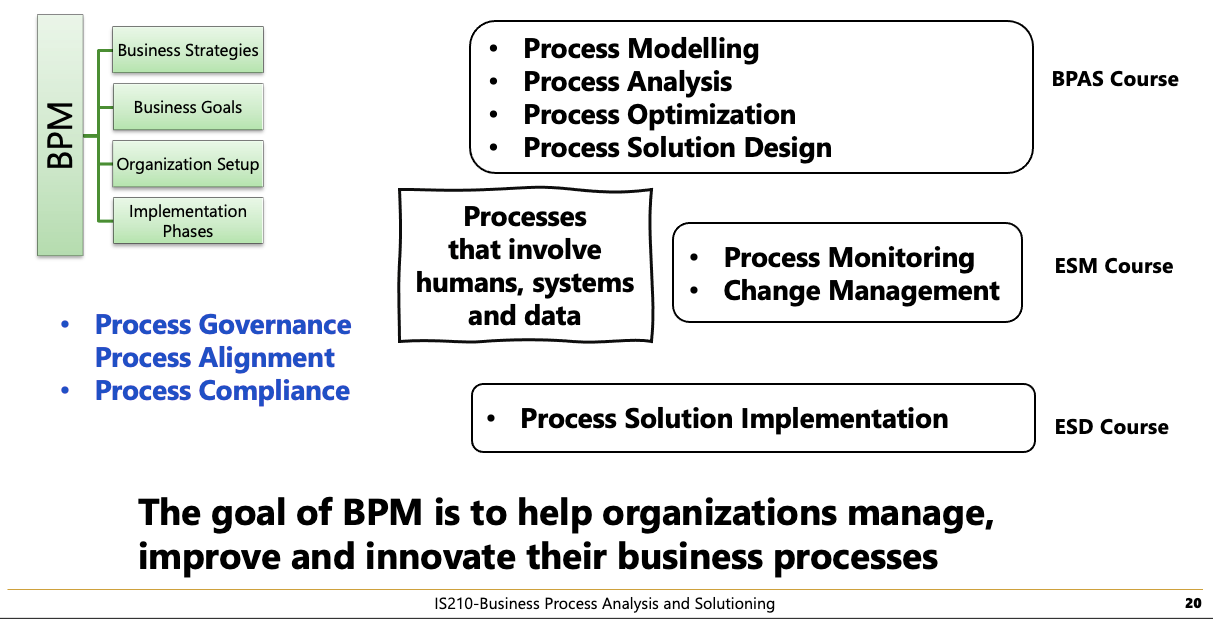 BPM
Business Strategies
Business Goals
Organization Setup
Implementation
Phases
• Process Modelling
• Process Analysis
• Process Optimization
• Process Solution Design
BPAS Course
Processes
that involve
humans, systems
and data
• Process Monitoring
• Change Management
ESM Course
• Process Governance
Process Alignment
• Process Compliance
• Process Solution Implementation
ESD Course
The goal of BPM is to help organizations manage,
improve and innovate their business processes
IS210-Business Process Analysis and Solutioning
20